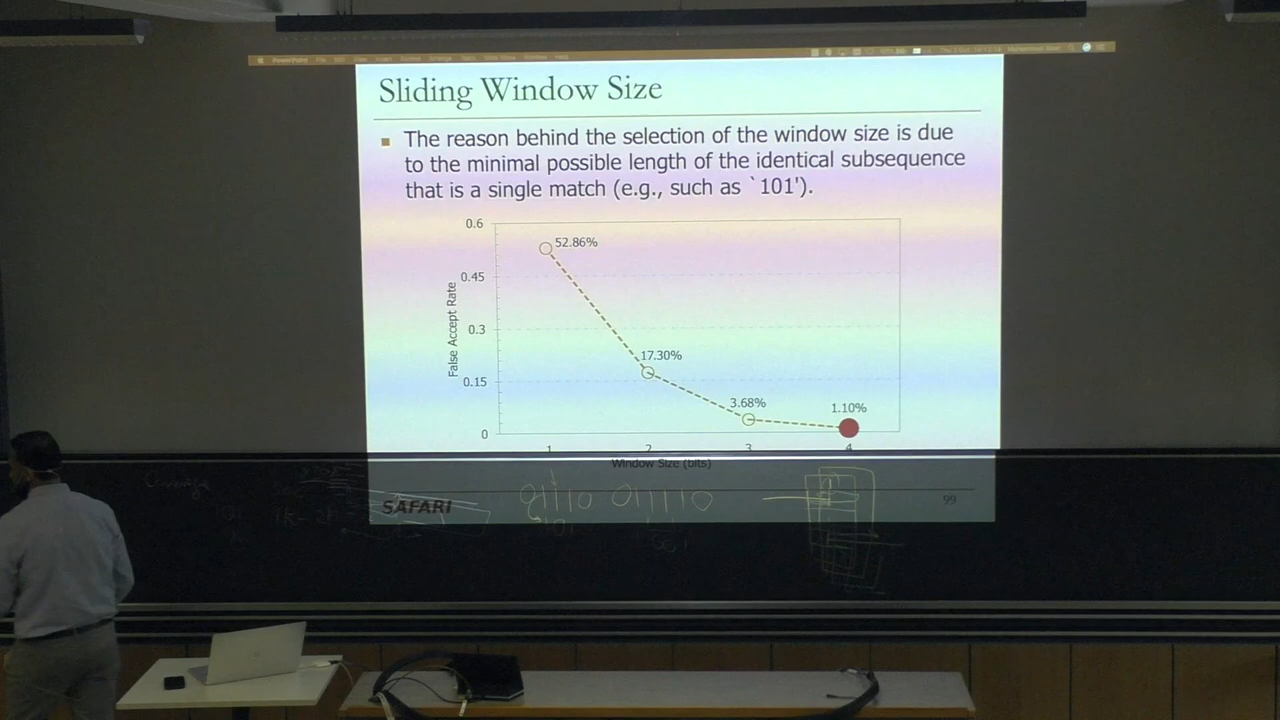 PowerPoint
Sliding Window Size
The reason behind the selection of the window size is due
to the minimal possible length of the identical subsequence
that is a single match (e.g., such as `101').
0.6
0.45
0.3
0.15
0
False Accept Rate
52.86%
17.30%
3.68%
1.10%
1 2 3 4
Window Size (bits)
SAFARI
99
01110 011110